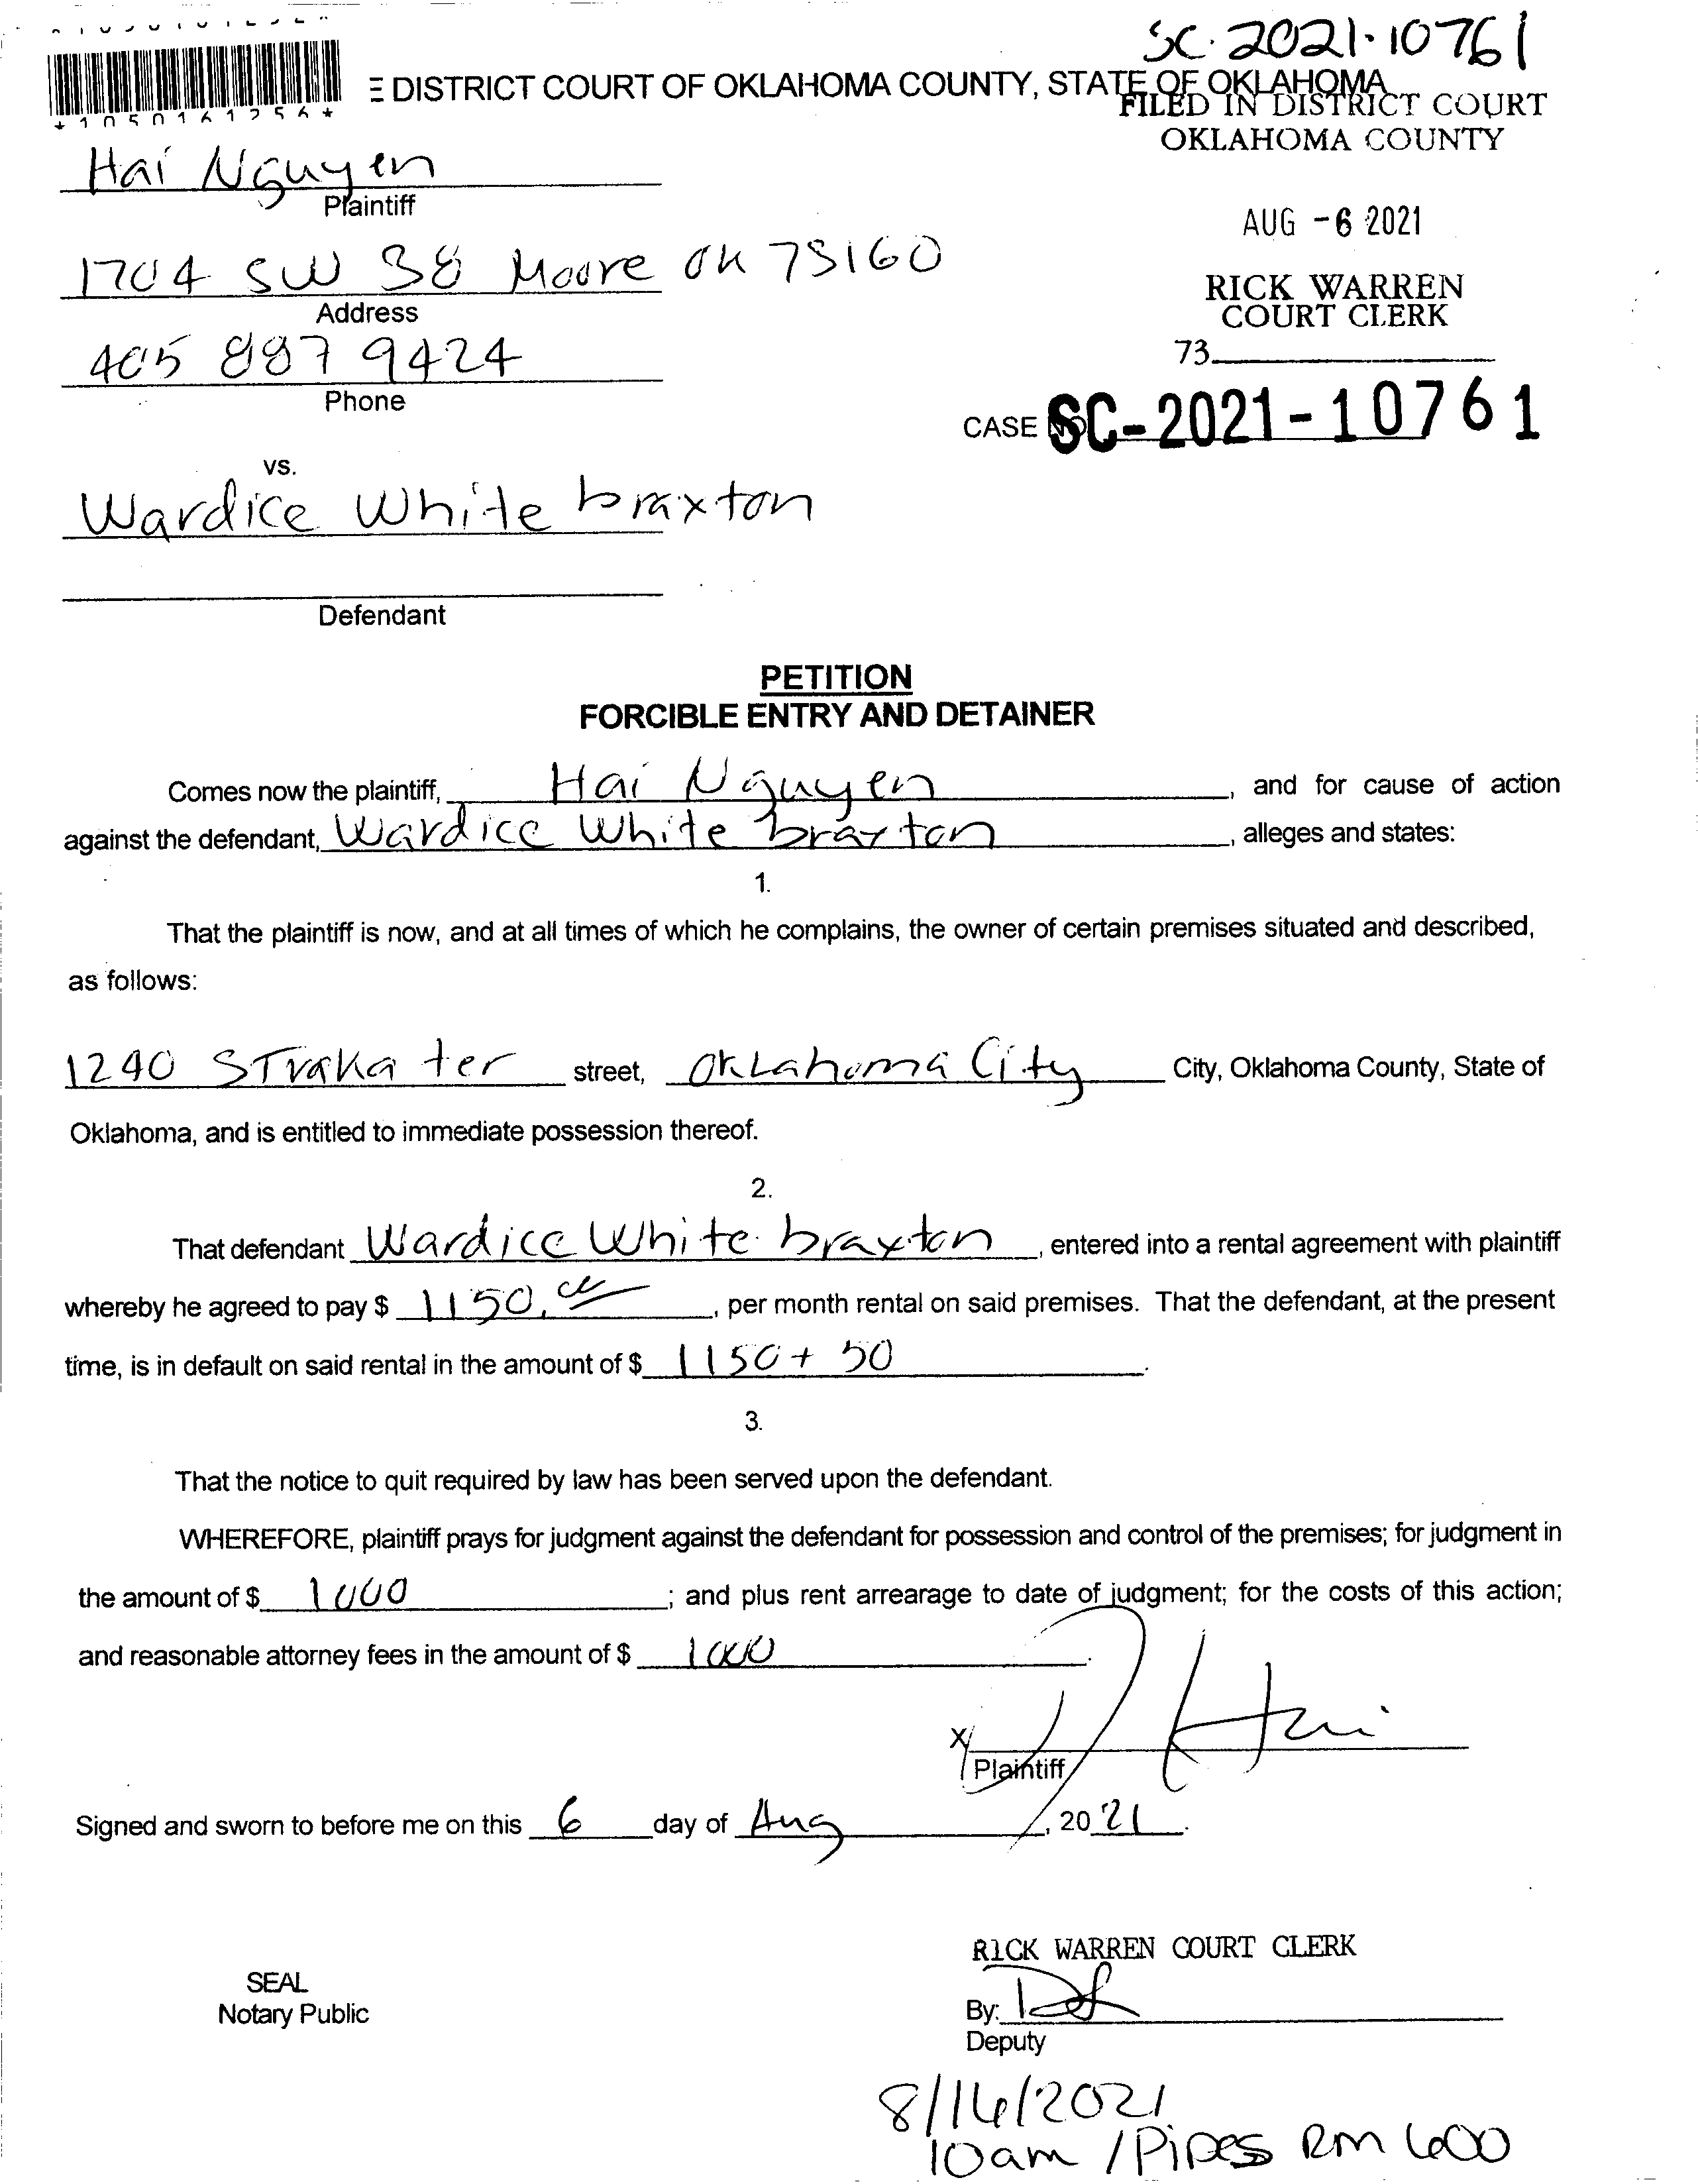 SC-2021-10761
*1050161256*
E DISTRICT COURT OF OKLAHOMA COUNTY, STATE OF OKLAHOMA
FILED IN DISTRICT COURT
OKLAHOMA COUNTY
Hai Nguyen
Plaintiff
AUG -6 2021
1704 SW 38 Moore OK 73160
Address
RICK WARREN
COURT CLERK
405 887 9424
Phone
73
CASE NO SC-2021-10761
vs.
Wardice White braxton
Defendant
PETITION
FORCIBLE ENTRY AND DETAINER
Comes now the plaintiff, Hai Nguyen, and for cause of action
against the defendant, Wardice White braxton, alleges and states:
1.
That the plaintiff is now, and at all times of which he complains, the owner of certain premises situated and described,
as follows:
1240 STraka ter street, Oklahoma City City, Oklahoma County, State of
Oklahoma, and is entitled to immediate possession thereof.
2.
That defendant Wardice White braxton, entered into a rental agreement with plaintiff
whereby he agreed to pay $ 1150.00, per month rental on said premises. That the defendant, at the present
time, is in default on said rental in the amount of $ 1150 + 50.
3.
That the notice to quit required by law has been served upon the defendant.
WHEREFORE, plaintiff prays for judgment against the defendant for possession and control of the premises; for judgment in
the amount of $ 1000; and plus rent arrearage to date of judgment; for the costs of this action;
and reasonable attorney fees in the amount of $ 1000.
X Hai
Plaintiff
Signed and sworn to before me on this 6 day of Aug, 2021.
RICK WARREN COURT CLERK
SEAL
Notary Public
By:
Deputy
8/16/2021
10am / Pipes RM 600